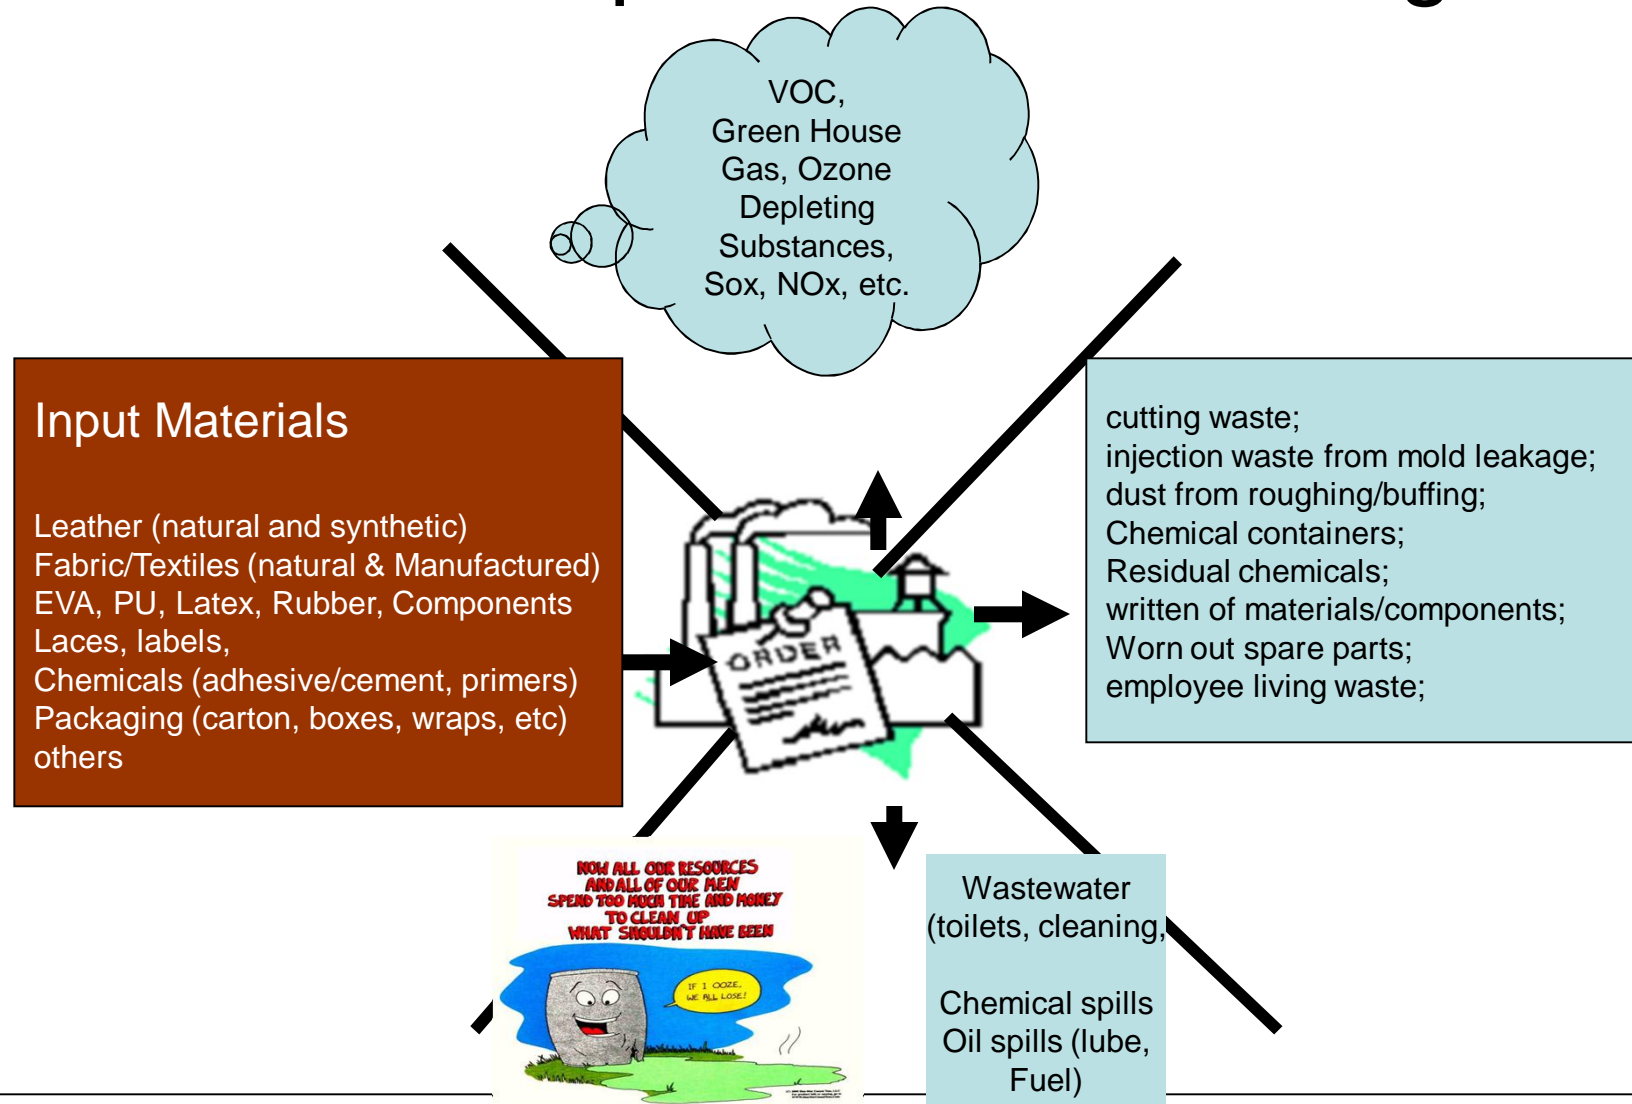 VOC,
Green House
Gas, Ozone
Depleting
Substances,
Sox, NOx, etc.
Input Materials
Leather (natural and synthetic)
Fabric/Textiles (natural & Manufactured)
EVA, PU, Latex, Rubber, Components
Laces, labels,
Chemicals (adhesive/cement, primers)
Packaging (carton, boxes, wraps, etc)
others
ORDER
cutting waste;
injection waste from mold leakage;
dust from roughing/buffing;
Chemical containers;
Residual chemicals;
written of materials/components;
Worn out spare parts;
employee living waste;
NOW ALL OUR RESOURCES
AND ALL OF OUR MEN
SPEND TOO MUCH TIME AND MONEY
TO CLEAN UP
WHAT SHOULDN'T HAVE BEEN
IF I OOZE,
WE ALL LOSE!
Wastewater
(toilets, cleaning,
Chemical spills
Oil spills (lube,
Fuel)